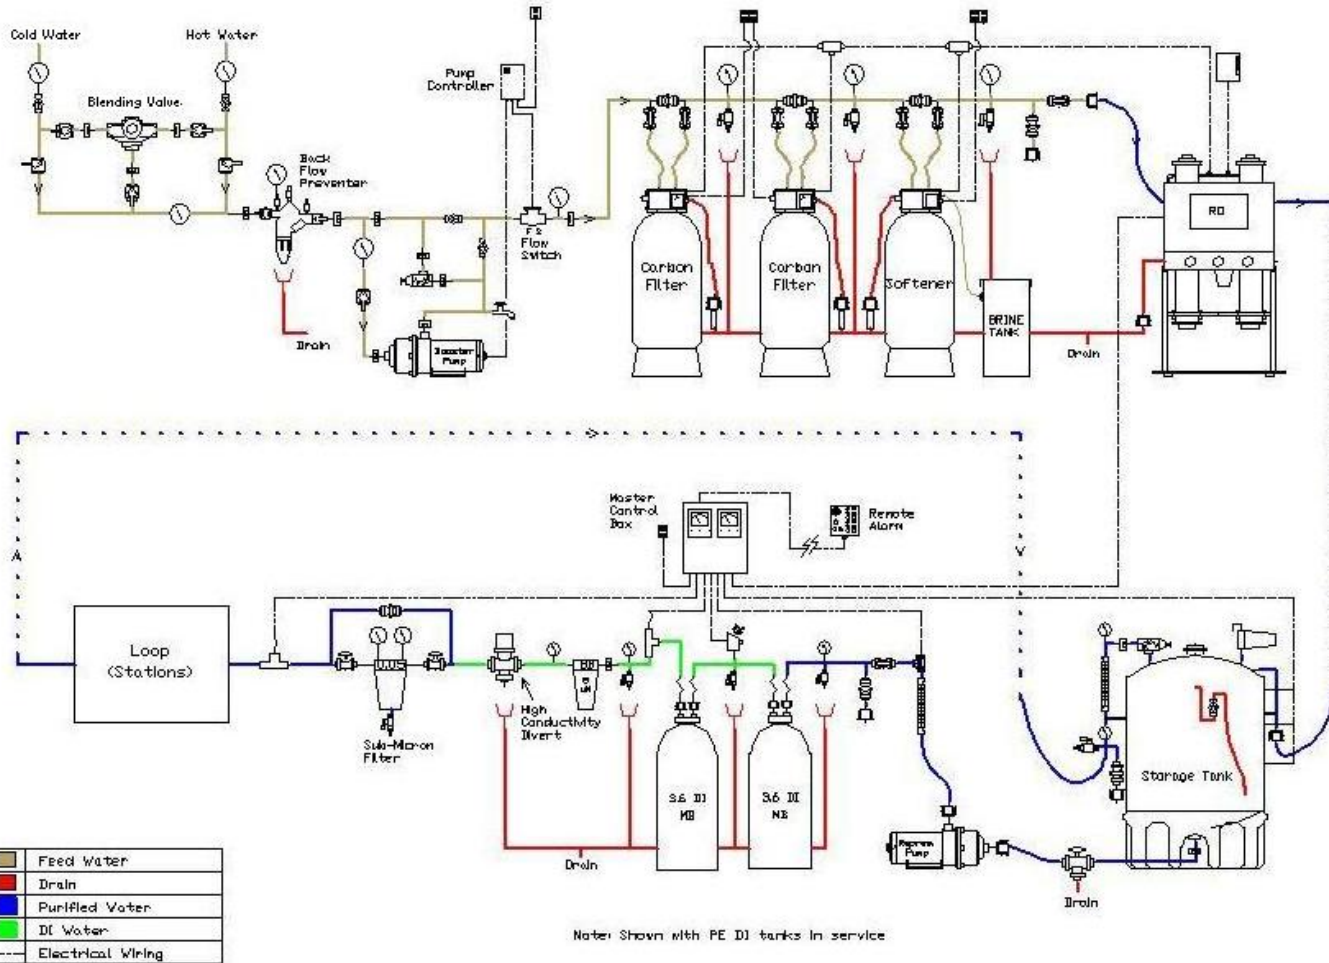 Cold Water
Hot Water
Blending Valve
Pump
Controller
Back
Flow
Preventer
Flow
Switch
Drain
Booster
Pump
Carbon
Filter
Carbon
Filter
Softener
BRINE
TANK
Drain
RO
Master
Control
Box
Remote
Alarm
Loop
(Stations)
Sub-Micron
Filter
High
Conductivity
Divert
3.6 DI
MB
3.6 DI
MB
Drain
Pump
Drain
Storage Tank
Feed Water
Drain
Purified Water
DI Water
Electrical Wiring
Note: Shown with PE DI tanks in service